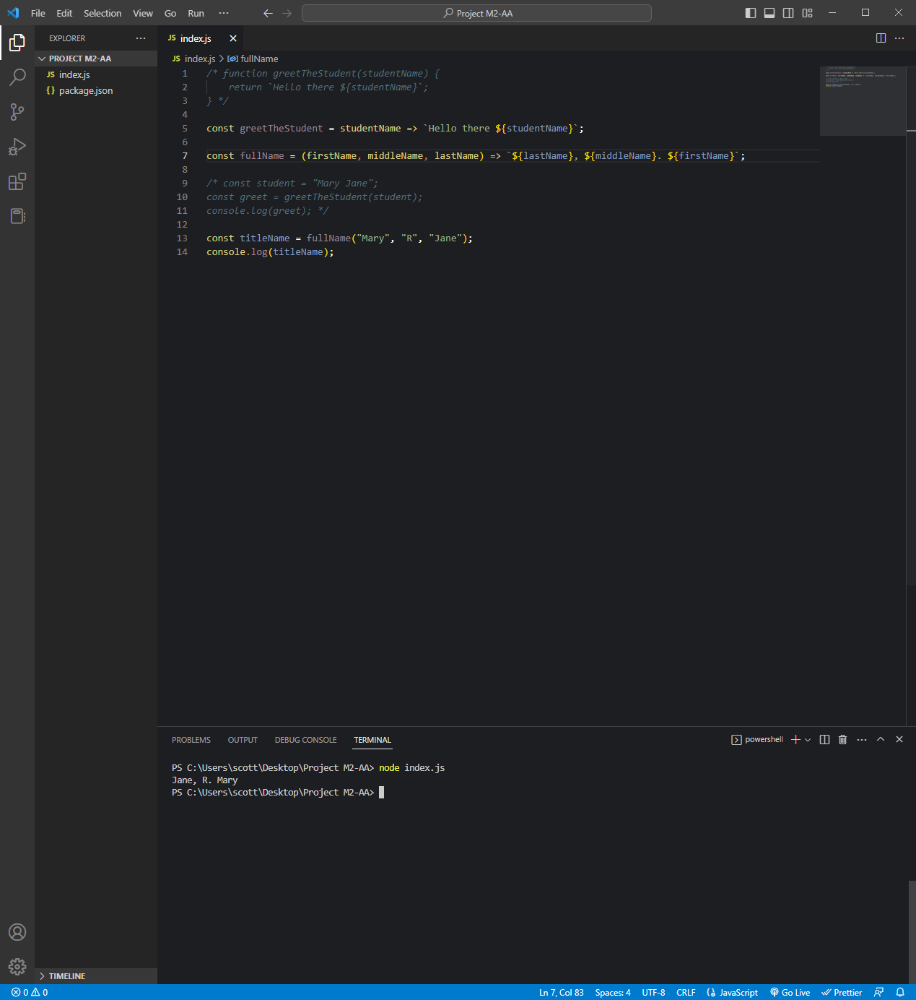 File Edit Selection View Go Run ··· Project M2-AA
EXPLORER ···
PROJECT M2-AA
JS index.js
{} package.json
TIMELINE
JS index.js
JS index.js > fullName
1 /* function greetTheStudent(studentName) {
2     return `Hello there ${studentName}`;
3 } */
4
5 const greetTheStudent = studentName => `Hello there ${studentName}`;
6
7 const fullName = (firstName, middleName, lastName) => `${lastName}, ${middleName}. ${firstName}`;
8
9 /* const student = "Mary Jane";
10 const greet = greetTheStudent(student);
11 console.log(greet); */
12
13 const titleName = fullName("Mary", "R", "Jane");
14 console.log(titleName);
PROBLEMS OUTPUT DEBUG CONSOLE TERMINAL powershell
PS C:\Users\scott\Desktop\Project M2-AA> node index.js
Jane, R. Mary
PS C:\Users\scott\Desktop\Project M2-AA>
0 0 Ln 7, Col 83 Spaces: 4 UTF-8 CRLF {} JavaScript Go Live Prettier